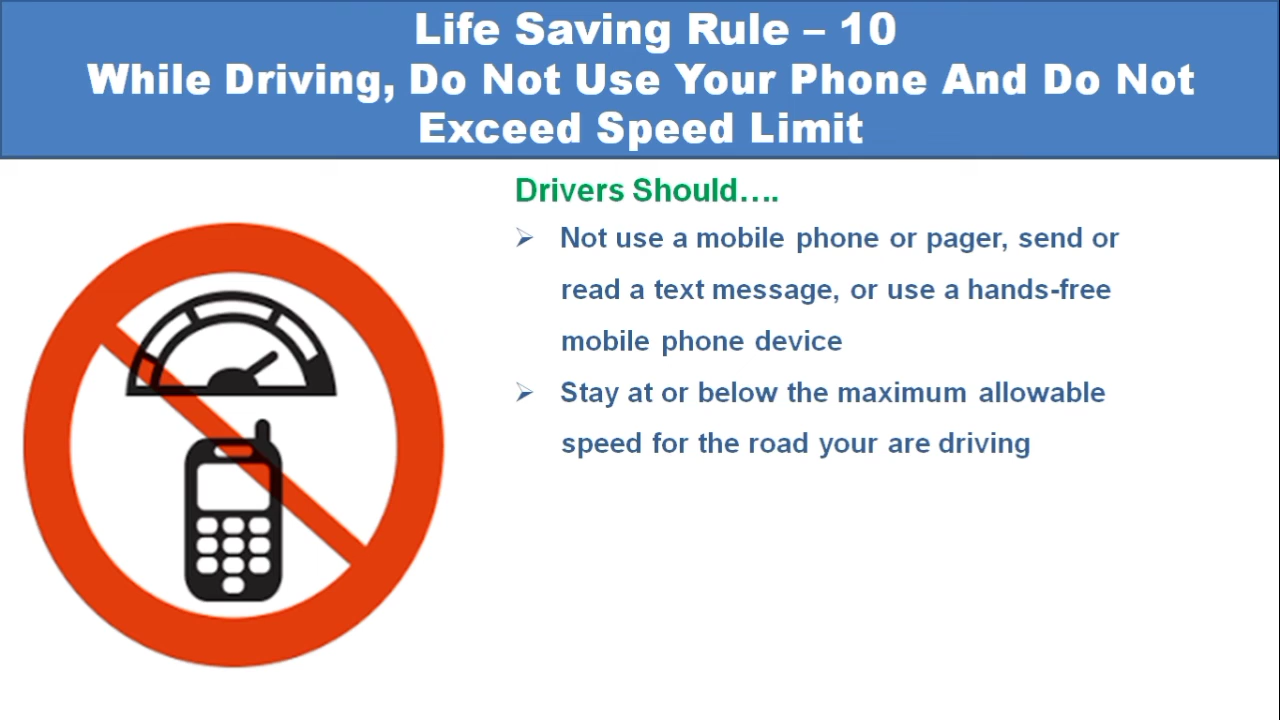 Life Saving Rule – 10
While Driving, Do Not Use Your Phone And Do Not
Exceed Speed Limit
Drivers Should….
➢ Not use a mobile phone or pager, send or
read a text message, or use a hands-free
mobile phone device
➢ Stay at or below the maximum allowable
speed for the road your are driving